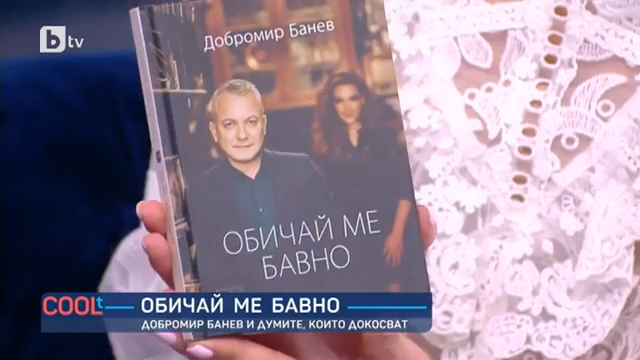 btv
Добромир Банев
ОБИЧАЙ МЕ
БАВНО
COOLt
ОБИЧАЙ МЕ БАВНО
ДОБРОМИР БАНЕВ И ДУМИТЕ, КОИТО ДОКОСВАТ